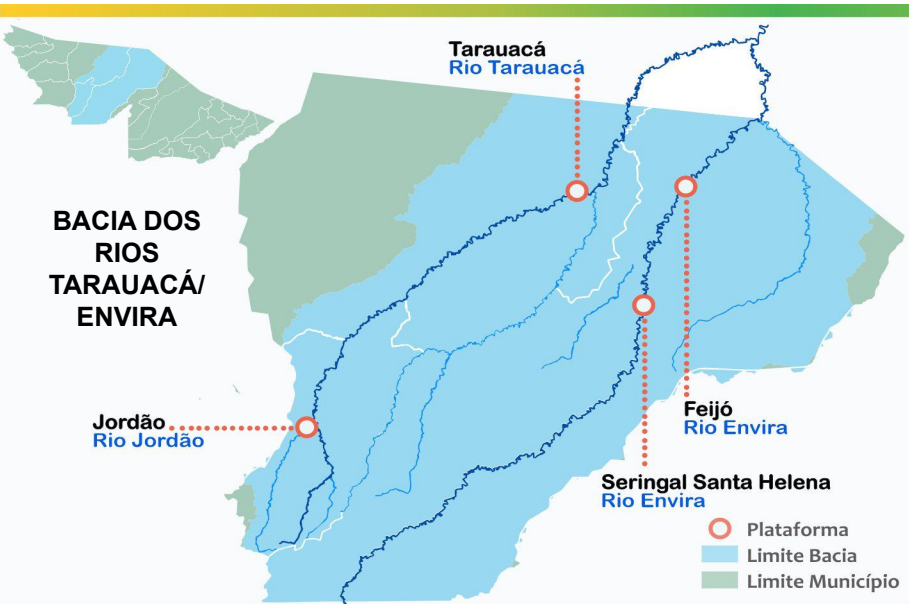 Tarauacá
Rio Tarauacá
BACIA DOS
RIOS
TARAUACÁ/
ENVIRA
Jordão
Rio Jordão
Feijó
Rio Envira
Seringal Santa Helena
Rio Envira
Plataforma
Limite Bacia
Limite Município